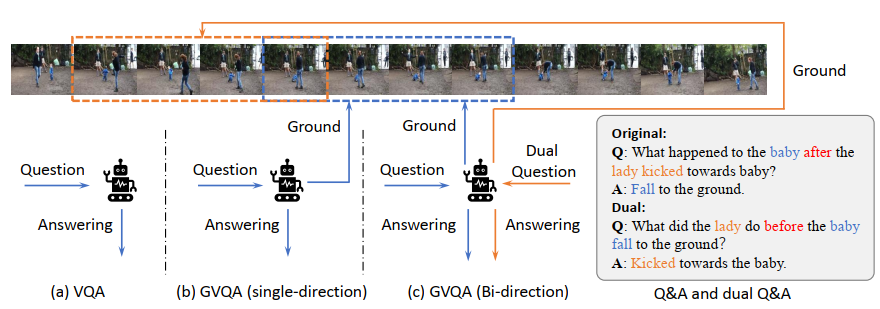 Ground
Ground
Ground
Question
Question
Question
Dual
Question
Answering
Answering
Answering
Answering
Original:
Q: What happened to the baby after the
lady kicked towards baby?
A: Fall to the ground.
Dual:
Q: What did the lady do before the baby
fall to the ground?
A: Kicked towards the baby.
(a) VQA
(b) GVQA (single-direction)
(c) GVQA (Bi-direction)
Q&A and dual Q&A